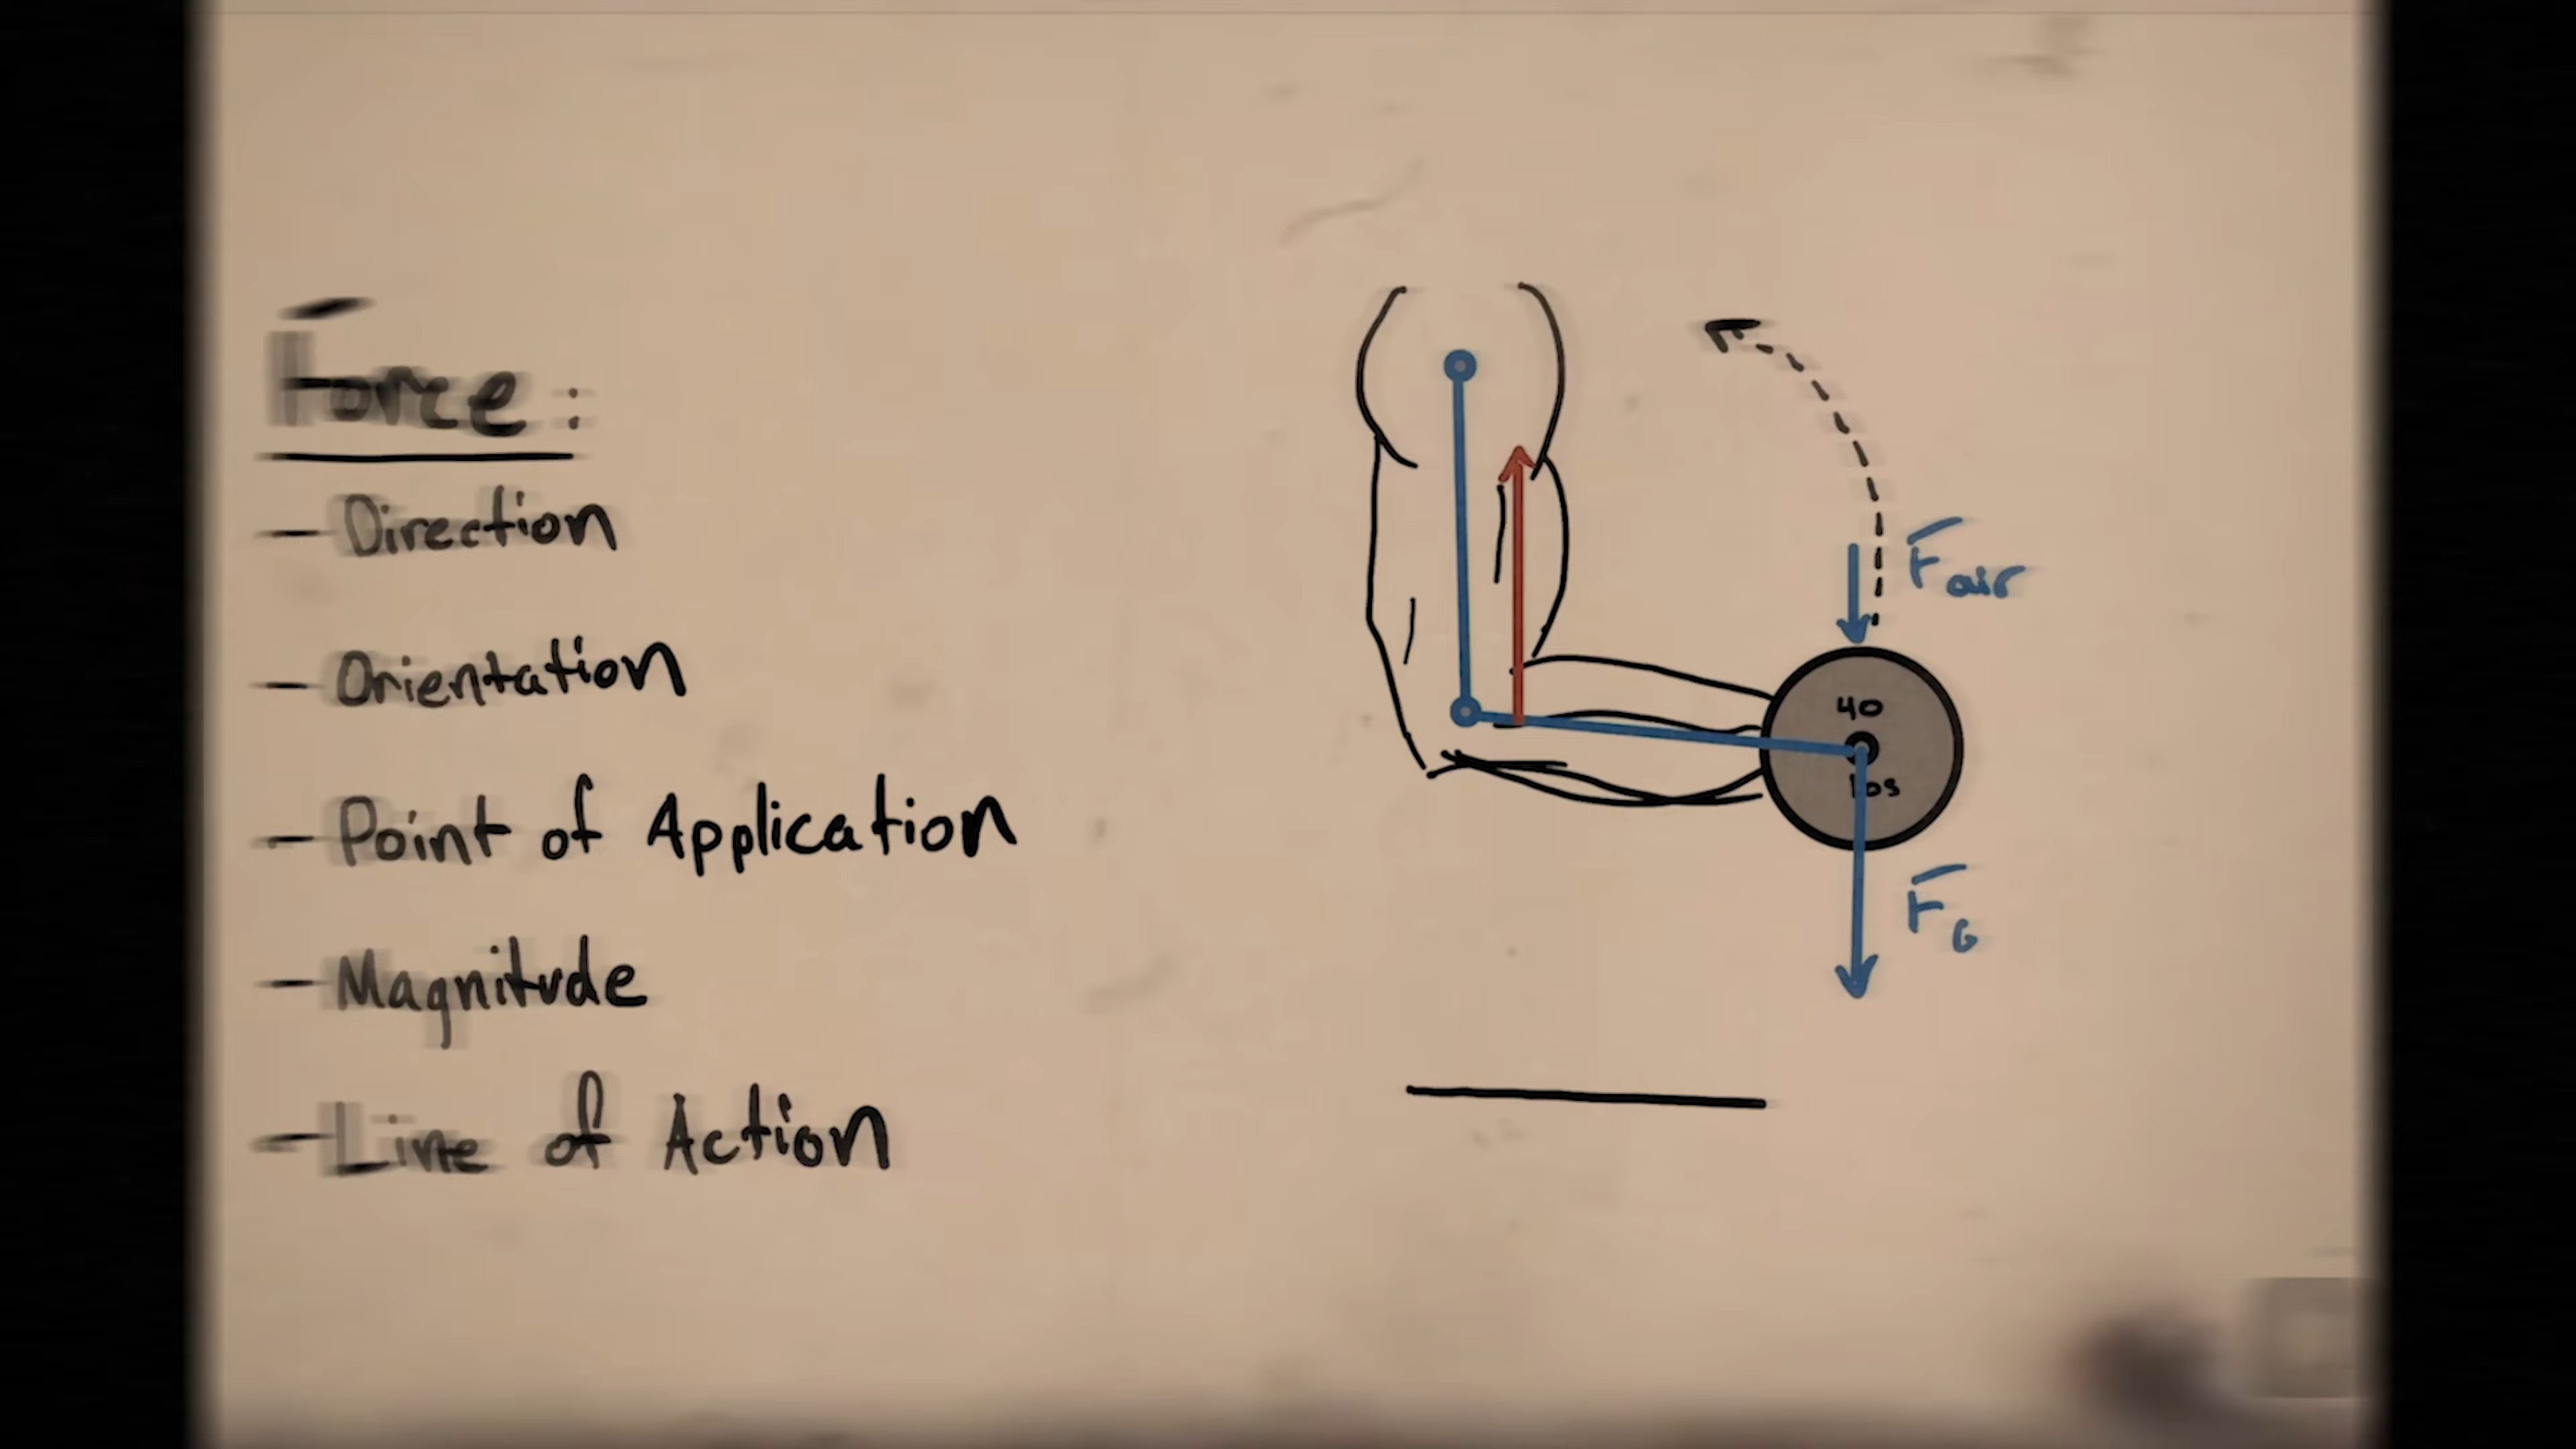 Force:
- Direction
- Orientation
- Point of Application
- Magnitude
- Line of Action
F air
40
lbs
F G